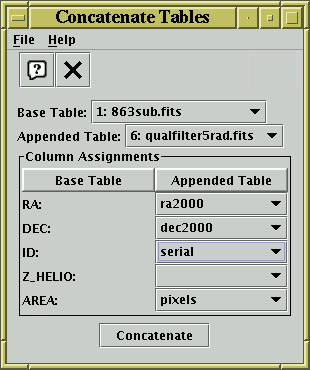 Concatenate Tables
File Help
Base Table: 1: 863sub.fits
Appended Table: 6: qualfilter5rad.fits
Column Assignments
Base Table Appended Table
RA: ra2000
DEC: dec2000
ID: serial
Z_HELIO:
AREA: pixels
Concatenate